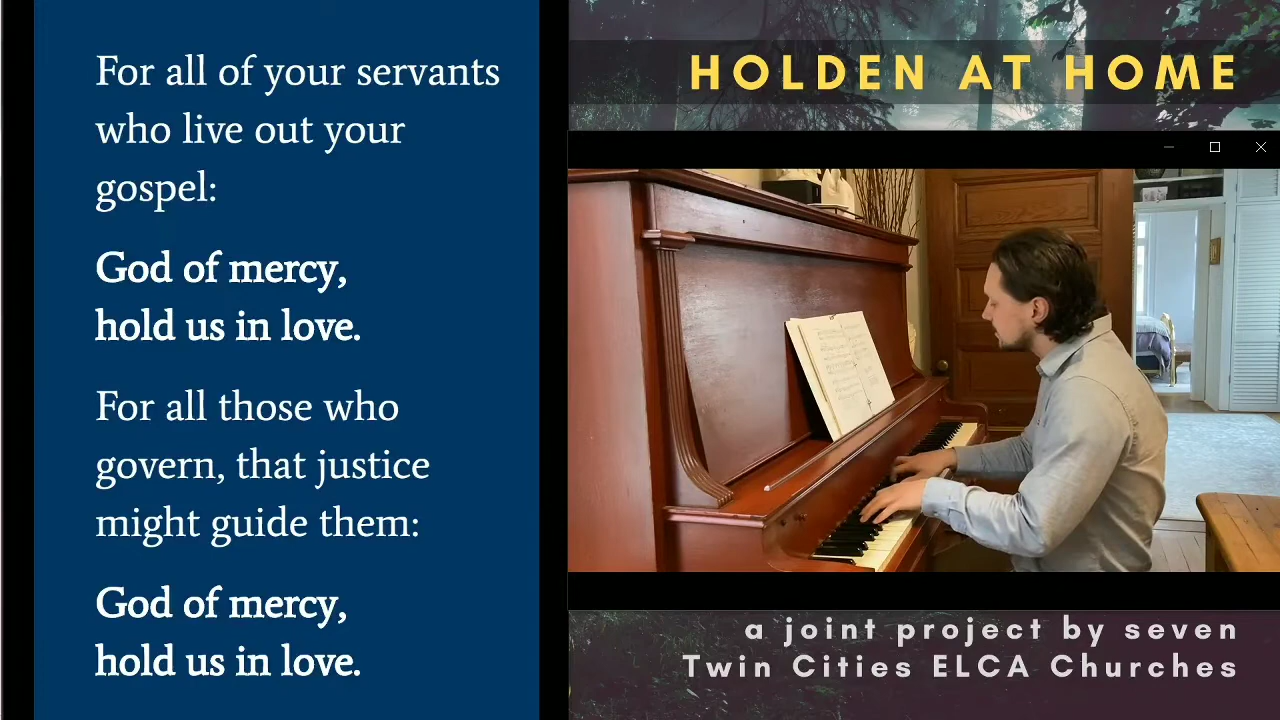 For all of your servants
who live out your
gospel:
God of mercy,
hold us in love.
For all those who
govern, that justice
might guide them:
God of mercy,
hold us in love.
HOLDEN AT HOME
a joint project by seven
Twin Cities ELCA Churches